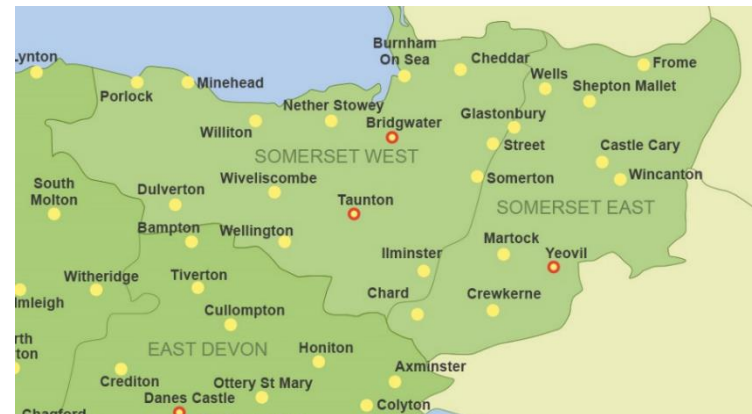 Lynton
Porlock
Minehead
Burnham
On Sea
Cheddar
Wells
Frome
Shepton Mallet
Williton
Nether Stowey
Bridgwater
Glastonbury
Street
SOMERSET WEST
Castle Cary
Wincanton
South
Molton
Dulverton
Wiveliscombe
Taunton
Somerton
SOMERSET EAST
Bampton
Wellington
Ilminster
Martock
Yeovil
Witheridge
Tiverton
Chard
Crewkerne
lmleigh
Cullompton
rth
ton
EAST DEVON
Honiton
Axminster
Crediton
Ottery St Mary
Danes Castle
Colyton
Chagford